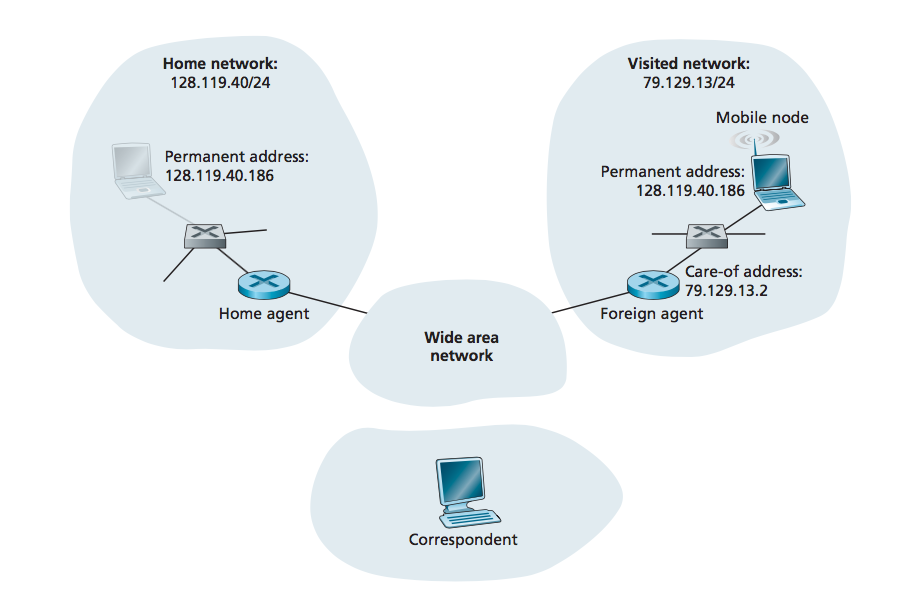 Home network:
128.119.40/24
Visited network:
79.129.13/24
Mobile node
Permanent address:
128.119.40.186
Permanent address:
128.119.40.186
Care-of address:
79.129.13.2
Home agent
Foreign agent
Wide area
network
Correspondent